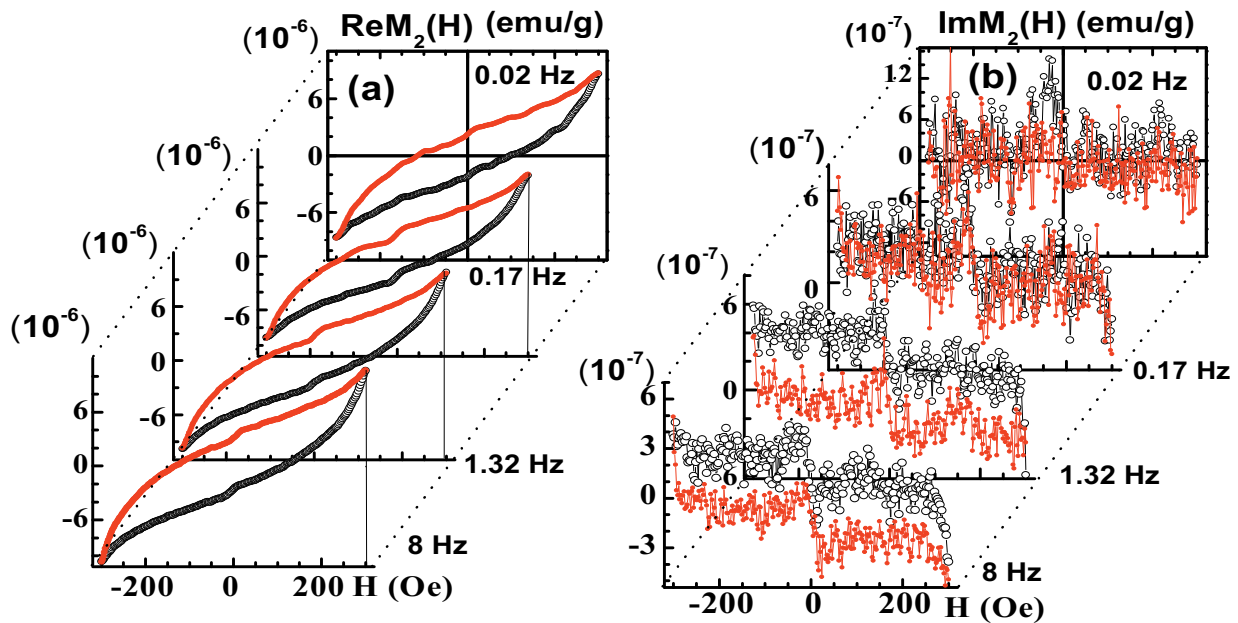 (10⁻⁶) ReM₂(H) (emu/g)
(a)
0.02 Hz
6
0
-6
(10⁻⁶)
6
0
-6
0.17 Hz
(10⁻⁶)
6
0
-6
1.32 Hz
(10⁻⁶)
6
0
-6
8 Hz
-200 0 200 H (Oe)
ImM₂(H) (emu/g)
(10⁻⁷)
(b)
0.02 Hz
12
6
0
-6
(10⁻⁷)
6
0
0.17 Hz
(10⁻⁷)
6
0
6
1.32 Hz
(10⁻⁷)
6
3
0
-3
8 Hz
-200 0 200 H (Oe)